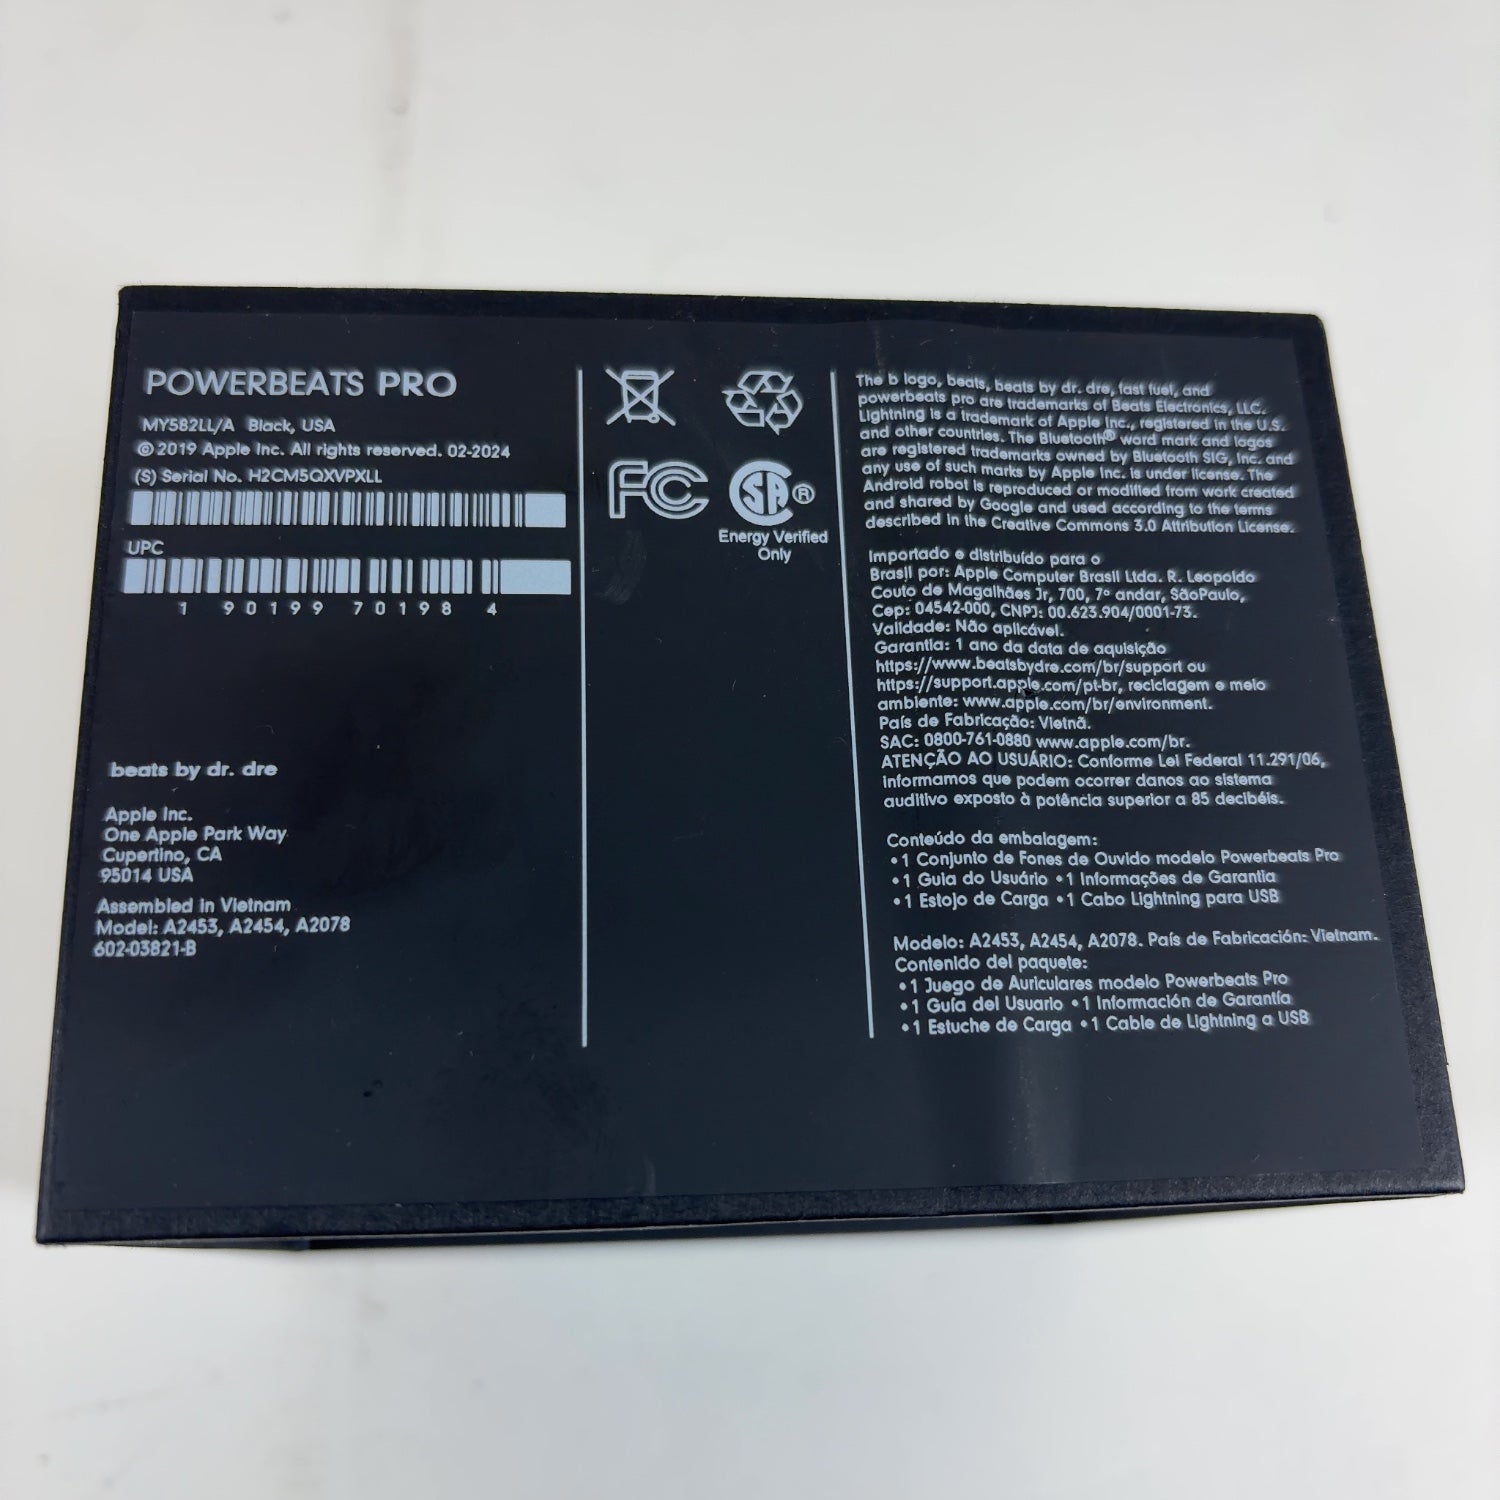 POWERBEATS PRO
MY582LL/A Black, USA
© 2019 Apple Inc. All rights reserved. 02-2024
(S) Serial No. H2CM5QXVPXLL
UPC
1 90199 70198 4
beats by dr. dre
Apple Inc.
One Apple Park Way
Cupertino, CA
95014 USA
Assembled in Vietnam
Model: A2453, A2454, A2078
602-03821-B
FC
SA®
Energy Verified
Only
The b logo, beats, beats by dr. dre, fast fuel, and
powerbeats pro are trademarks of Beats Electronics, LLC.
Lightning is a trademark of Apple Inc., registered in the U.S.
and other countries. The Bluetooth® word mark and logos
are registered trademarks owned by Bluetooth SIG, Inc. and
any use of such marks by Apple Inc. is under license. The
Android robot is reproduced or modified from work created
and shared by Google and used according to the terms
described in the Creative Commons 3.0 Attribution License.
Importado e distribuído para o
Brasil por: Apple Computer Brasil Ltda. R. Leopoldo
Couto de Magalhães Jr, 700, 7º andar, SãoPaulo,
Cep: 04542-000, CNPJ: 00.623.904/0001-73.
Validade: Não aplicável.
Garantia: 1 ano da data de aquisição
https://www.beatsbydre.com/br/support ou
https://support.apple.com/pt-br, reciclagem e meio
ambiente: www.apple.com/br/environment.
País de Fabricação: Vietnã.
SAC: 0800-761-0880 www.apple.com/br.
ATENÇÃO AO USUÁRIO: Conforme Lei Federal 11.291/06,
informamos que podem ocorrer danos ao sistema
auditivo exposto à potência superior a 85 decibéis.
Conteúdo da embalagem:
• 1 Conjunto de Fones de Ouvido modelo Powerbeats Pro
• 1 Guia do Usuário • 1 Informações de Garantia
• 1 Estojo de Carga • 1 Cabo Lightning para USB
Modelo: A2453, A2454, A2078. País de Fabricación: Vietnam.
Contenido del paquete:
• 1 Juego de Auriculares modelo Powerbeats Pro
• 1 Guía del Usuario • 1 Información de Garantía
• 1 Estuche de Carga • 1 Cable de Lightning a USB